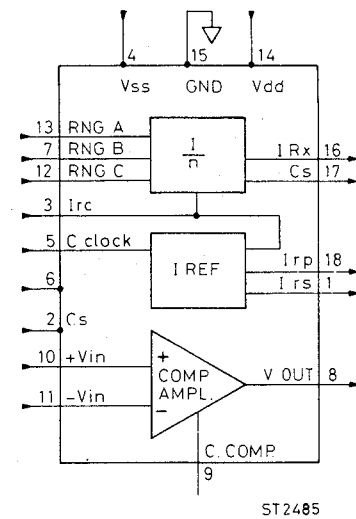 4 15 14
Vss GND Vdd
13 RNG A
7 RNG B
12 RNG C
I
n
I Rx 16
Cs 17
3 Irc
5 C clock
I REF
Irp 18
Irs 1
6
2 Cs
10 +Vin
+
COMP
AMPL.
V OUT 8
11 -Vin
-
C. COMP.
9
ST2485